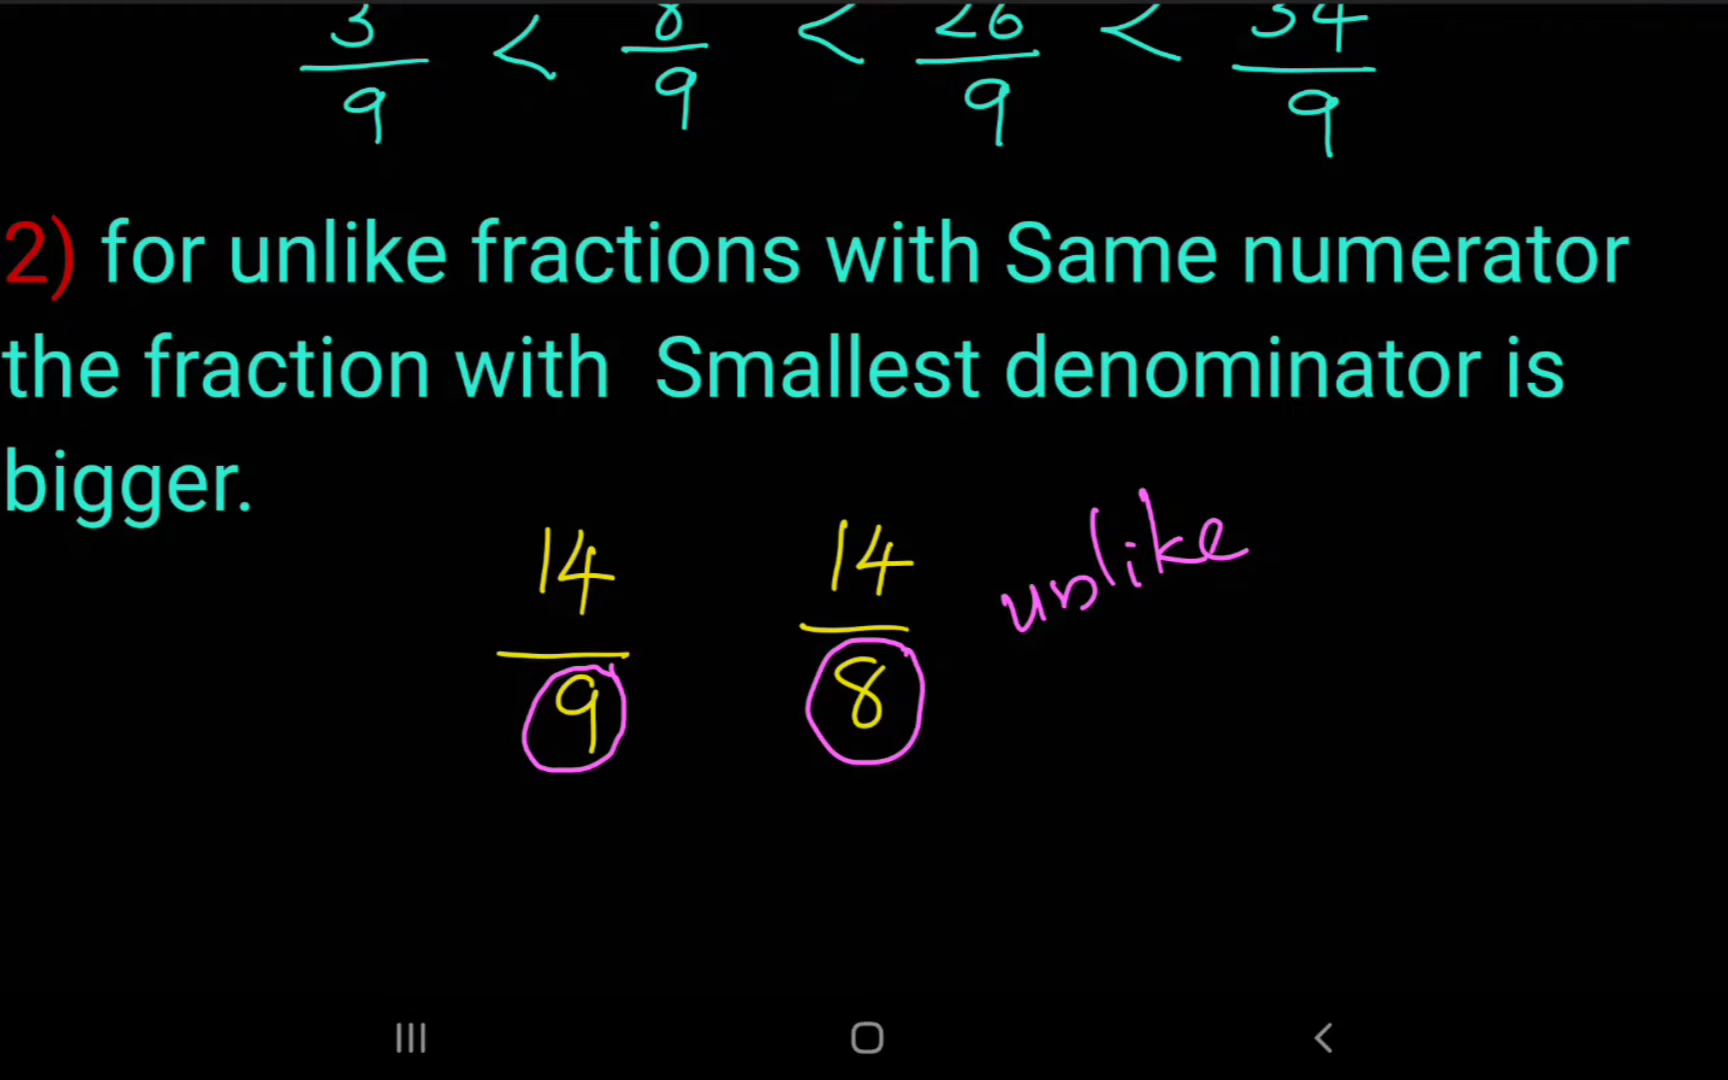 3/9 < 8/9 < 26/9 < 34/9
2) for unlike fractions with Same numerator
the fraction with Smallest denominator is
bigger.
14/9 14/8 unlike